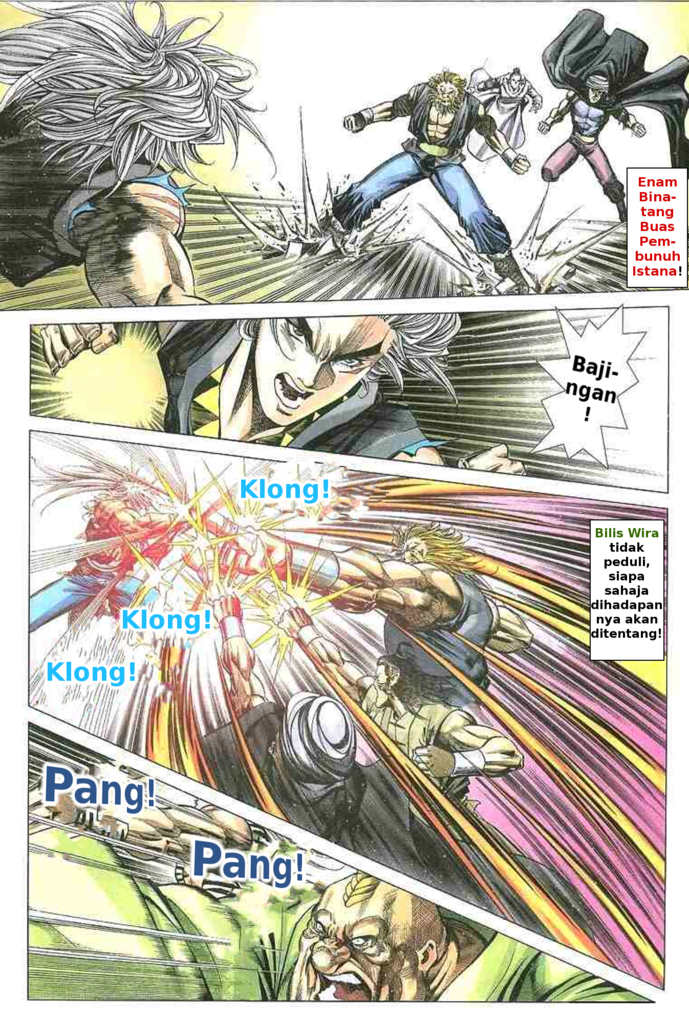 Enam
Bina-
tang
Buas
Pem-
bunuh
Istana!
Baji-
ngan
!
Klong!
Bilis Wira
tidak
peduli,
siapa
sahaja
dihadapan
nya akan
ditentang!
Klong!
Klong!
Pang!
Pang!